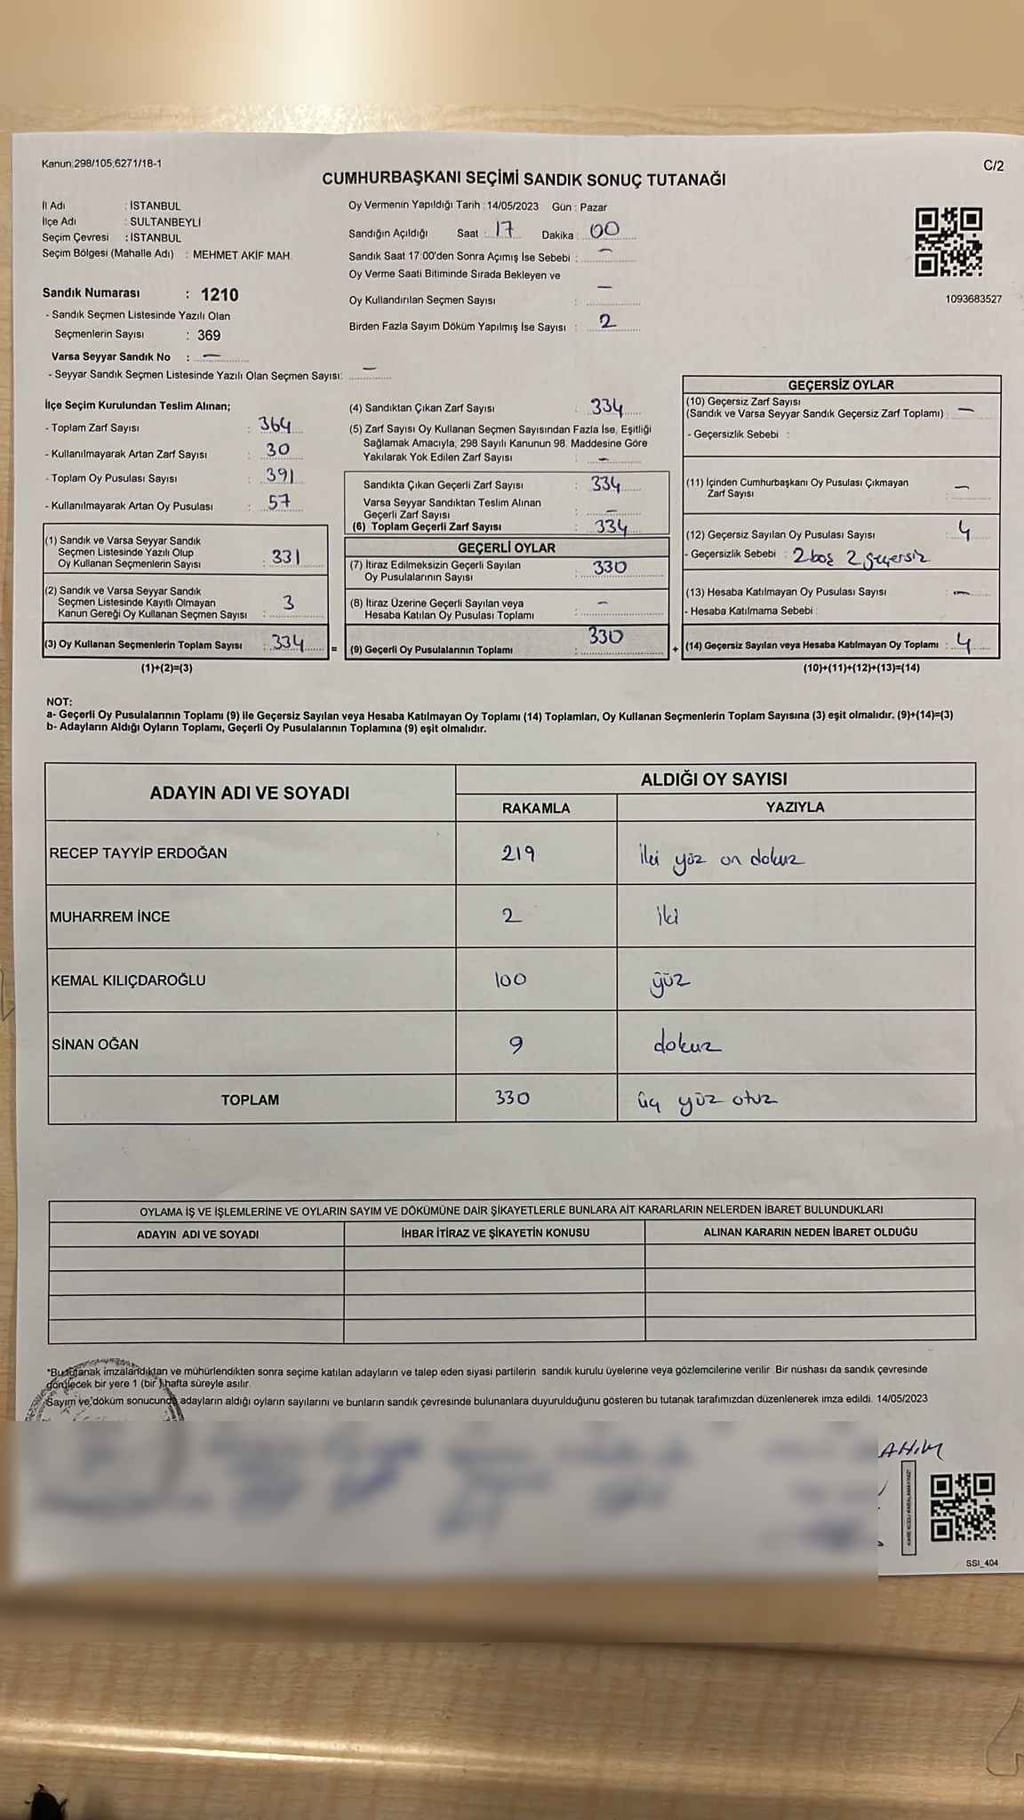 Kanun 298/105,6271/18-1
C/2
CUMHURBAŞKANI SEÇİMİ SANDIK SONUÇ TUTANAĞI
İl Adı : İSTANBUL
İlçe Adı : SULTANBEYLİ
Seçim Çevresi : İSTANBUL
Seçim Bölgesi (Mahalle Adı) : MEHMET AKİF MAH.
Sandık Numarası : 1210
- Sandık Seçmen Listesinde Yazılı Olan
Seçmenlerin Sayısı : 369
Varsa Seyyar Sandık No : —
- Seyyar Sandık Seçmen Listesinde Yazılı Olan Seçmen Sayısı: —
Oy Vermenin Yapıldığı Tarih : 14/05/2023 Gün : Pazar
Sandığın Açıldığı Saat : 17 Dakika : 00
Sandık Saat 17:00'den Sonra Açımış İse Sebebi : —
Oy Verme Saati Bitiminde Sırada Bekleyen ve
Oy Kullandırılan Seçmen Sayısı : —
Birden Fazla Sayım Döküm Yapılmış İse Sayısı : 2
1093683527
İlçe Seçim Kurulundan Teslim Alınan;
- Toplam Zarf Sayısı : 364
- Kullanılmayarak Artan Zarf Sayısı : 30
- Toplam Oy Pusulası Sayısı : 391
- Kullanılmayarak Artan Oy Pusulası : 57
(1) Sandık ve Varsa Seyyar Sandık
Seçmen Listesinde Yazılı Olup
Oy Kullanan Seçmenlerin Sayısı : 331
(2) Sandık ve Varsa Seyyar Sandık
Seçmen Listesinde Kayıtlı Olmayan
Kanun Gereği Oy Kullanan Seçmen Sayısı : 3
(3) Oy Kullanan Seçmenlerin Toplam Sayısı : 334 =
(1)+(2)=(3)
(4) Sandıktan Çıkan Zarf Sayısı : 334
(5) Zarf Sayısı Oy Kullanan Seçmen Sayısından Fazla İse, Eşitliği
Sağlamak Amacıyla, 298 Sayılı Kanunun 98. Maddesine Göre
Yakılarak Yok Edilen Zarf Sayısı : —
Sandıkta Çıkan Geçerli Zarf Sayısı : 334
Varsa Seyyar Sandıktan Teslim Alınan
Geçerli Zarf Sayısı : —
(6) Toplam Geçerli Zarf Sayısı : 334
GEÇERLİ OYLAR
(7) İtiraz Edilmeksizin Geçerli Sayılan
Oy Pusulalarının Sayısı : 330
(8) İtiraz Üzerine Geçerli Sayılan veya
Hesaba Katılan Oy Pusulası Toplamı : —
(9) Geçerli Oy Pusulalarının Toplamı : 330 +
GEÇERSİZ OYLAR
(10) Geçersiz Zarf Sayısı
(Sandık ve Varsa Seyyar Sandık Geçersiz Zarf Toplamı) : —
- Geçersizlik Sebebi :
(11) İçinden Cumhurbaşkanı Oy Pusulası Çıkmayan
Zarf Sayısı : —
(12) Geçersiz Sayılan Oy Pusulası Sayısı : 4
- Geçersizlik Sebebi : 2 boş 2 geçersiz
(13) Hesaba Katılmayan Oy Pusulası Sayısı : —
- Hesaba Katılmama Sebebi :
(14) Geçersiz Sayılan veya Hesaba Katılmayan Oy Toplamı : 4
(10)+(11)+(12)+(13)=(14)
NOT:
a- Geçerli Oy Pusulalarının Toplamı (9) ile Geçersiz Sayılan veya Hesaba Katılmayan Oy Toplamı (14) Toplamları, Oy Kullanan Seçmenlerin Toplam Sayısına (3) eşit olmalıdır. (9)+(14)=(3)
b- Adayların Aldığı Oyların Toplamı, Geçerli Oy Pusulalarının Toplamına (9) eşit olmalıdır.
ADAYIN ADI VE SOYADI ALDIĞI OY SAYISI
RAKAMLA YAZIYLA
RECEP TAYYİP ERDOĞAN 219 İki yüz on dokuz
MUHARREM İNCE 2 iki
KEMAL KILIÇDAROĞLU 100 yüz
SİNAN OĞAN 9 dokuz
TOPLAM 330 üç yüz otuz
OYLAMA İŞ VE İŞLEMLERİNE VE OYLARIN SAYIM VE DÖKÜMÜNE DAİR ŞİKAYETLERLE BUNLARA AİT KARARLARIN NELERDEN İBARET BULUNDUKLARI
ADAYIN ADI VE SOYADI İHBAR İTİRAZ VE ŞİKAYETİN KONUSU ALINAN KARARIN NEDEN İBARET OLDUĞU
*Bu tutanak imzalandıktan ve mühürlendikten sonra seçime katılan adayların ve talep eden siyasi partilerin sandık kurulu üyelerine veya gözlemcilerine verilir. Bir nüshası da sandık çevresinde
görülecek bir yere 1 (bir) hafta süreyle asılır.
Sayım ve döküm sonucunda adayların aldığı oyların sayılarını ve bunların sandık çevresinde bulunanlara duyurulduğunu gösteren bu tutanak tarafımızdan düzenlenerek imza edildi. 14/05/2023
SSI_404